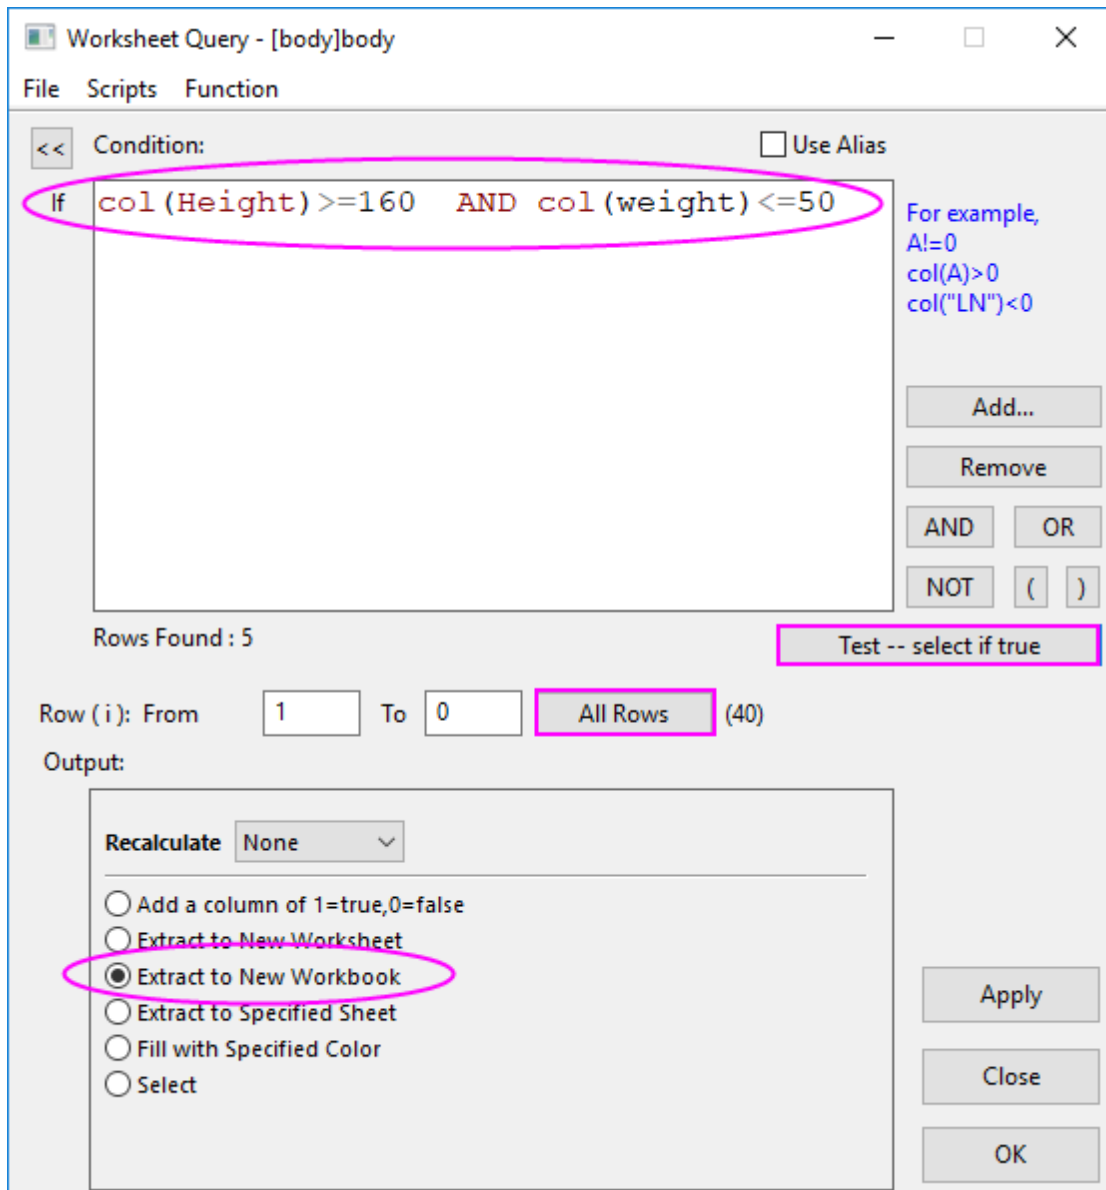 Worksheet Query - [body]body
File Scripts Function
<< Condition: Use Alias
If col(Height)>=160  AND col(weight)<=50
For example,
A!=0
col(A)>0
col("LN")<0
Add...
Remove
AND OR
NOT ( )
Rows Found : 5
Test -- select if true
Row ( i ): From 1 To 0 All Rows (40)
Output:
Recalculate None
Add a column of 1=true,0=false
Extract to New Worksheet
Extract to New Workbook
Extract to Specified Sheet
Fill with Specified Color
Select
Apply
Close
OK